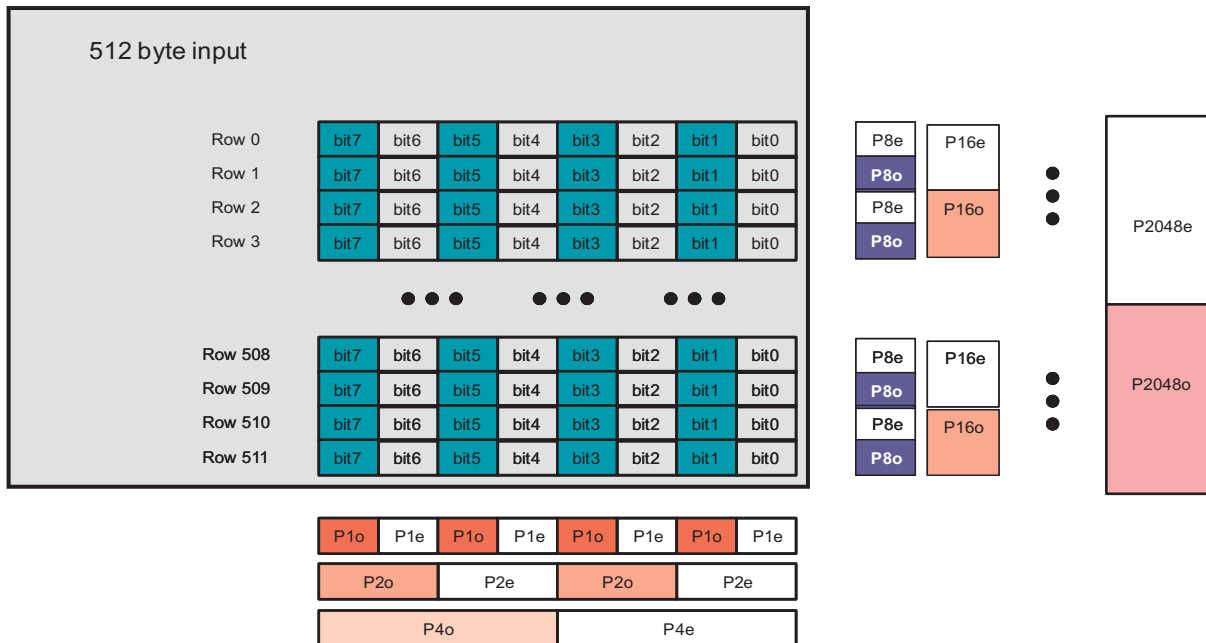 512 byte input
Row 0 bit7 bit6 bit5 bit4 bit3 bit2 bit1 bit0 P8e P16e
Row 1 bit7 bit6 bit5 bit4 bit3 bit2 bit1 bit0 P8o
Row 2 bit7 bit6 bit5 bit4 bit3 bit2 bit1 bit0 P8e P16o
P2048e
Row 3 bit7 bit6 bit5 bit4 bit3 bit2 bit1 bit0 P8o
Row 508 bit7 bit6 bit5 bit4 bit3 bit2 bit1 bit0 P8e P16e
Row 509 bit7 bit6 bit5 bit4 bit3 bit2 bit1 bit0 P8o
P2048o
Row 510 bit7 bit6 bit5 bit4 bit3 bit2 bit1 bit0 P8e P16o
Row 511 bit7 bit6 bit5 bit4 bit3 bit2 bit1 bit0 P8o
P1o P1e P1o P1e P1o P1e P1o P1e
P2o P2e P2o P2e
P4o P4e